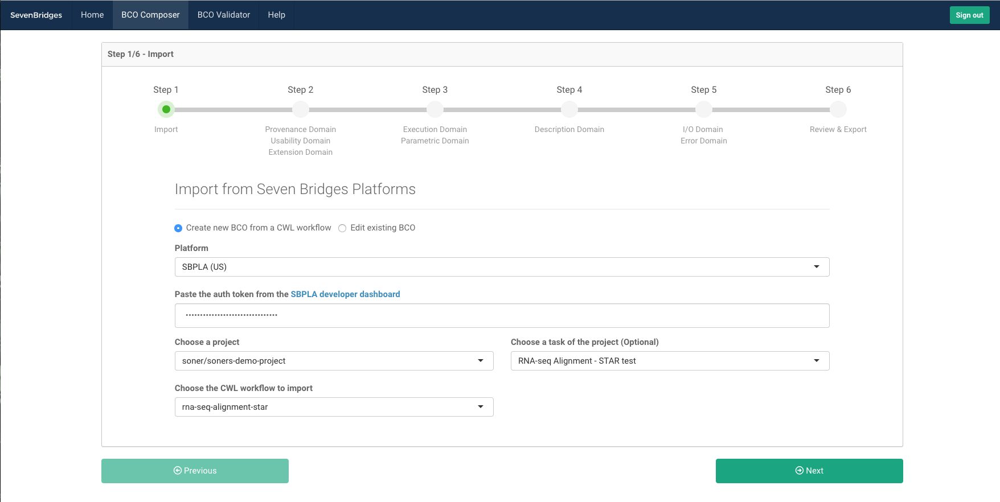 SevenBridges Home BCO Composer BCO Validator Help Sign out
Step 1/6 - Import
Step 1 Step 2 Step 3 Step 4 Step 5 Step 6
Import Provenance Domain Execution Domain Description Domain I/O Domain Review & Export
Usability Domain Parametric Domain Error Domain
Extension Domain
Import from Seven Bridges Platforms
Create new BCO from a CWL workflow Edit existing BCO
Platform
SBPLA (US)
Paste the auth token from the SBPLA developer dashboard
••••••••••••••••••••••••••••••••
Choose a project Choose a task of the project (Optional)
soner/soners-demo-project RNA-seq Alignment - STAR test
Choose the CWL workflow to import
rna-seq-alignment-star
Previous Next